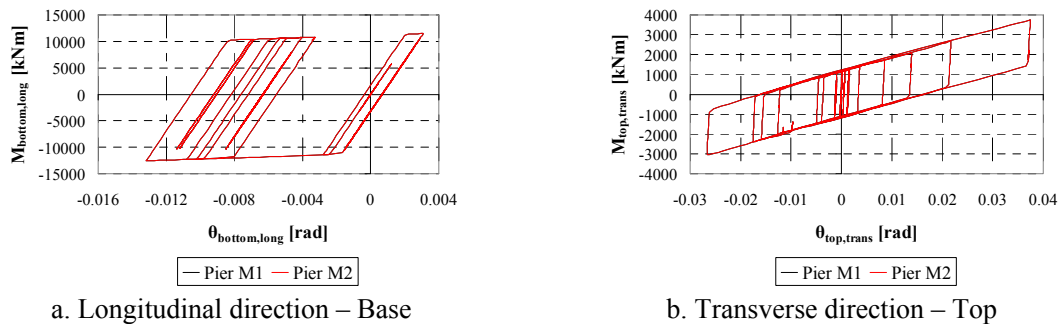 M_bottom,long [kNm]
15000
10000
5000
0
-5000
-10000
-15000
-0.016 -0.012 -0.008 -0.004 0 0.004
θ_bottom,long [rad]
Pier M1 Pier M2
a. Longitudinal direction – Base
M_top,trans [kNm]
4000
3000
2000
1000
0
-1000
-2000
-3000
-4000
-0.03 -0.02 -0.01 0 0.01 0.02 0.03 0.04
θ_top,trans [rad]
Pier M1 Pier M2
b. Transverse direction – Top